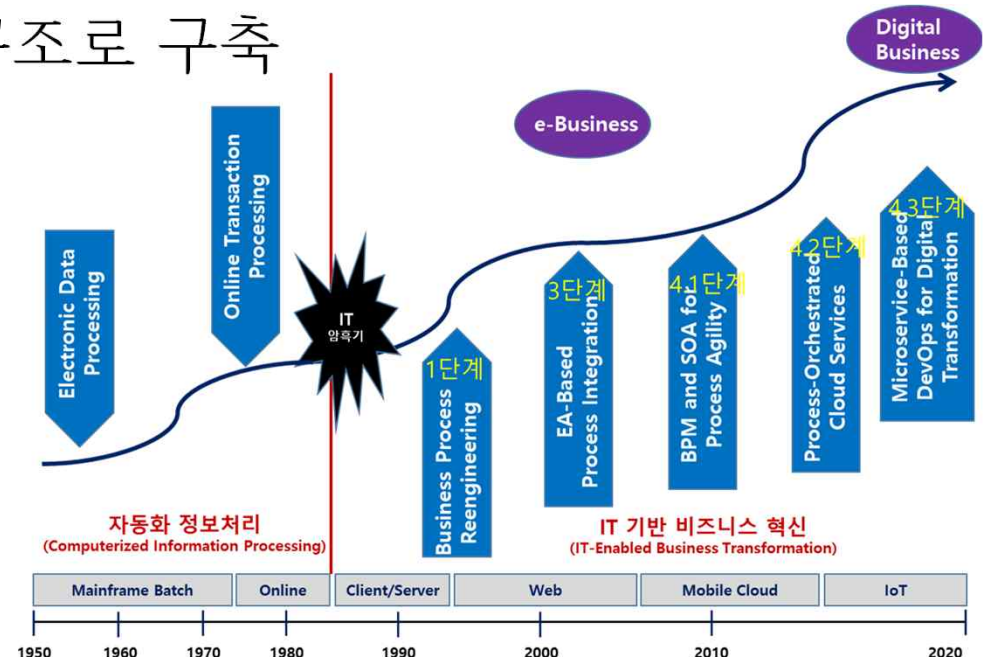 구조로 구축
Digital
Business
e-Business
Electronic Data
Processing
Online Transaction
Processing
IT
암흑기
1단계
Business Process
Reengineering
3단계
EA-Based
Process Integration
4.1단계
BPM and SOA for
Process Agility
4.2단계
Process-Orchestrated
Cloud Services
4.3단계
Microservice-Based
DevOps for Digital
Transformation
자동화 정보처리
(Computerized Information Processing)
IT 기반 비즈니스 혁신
(IT-Enabled Business Transformation)
Mainframe Batch
Online
Client/Server
Web
Mobile Cloud
IoT
1950 1960 1970 1980 1990 2000 2010 2020